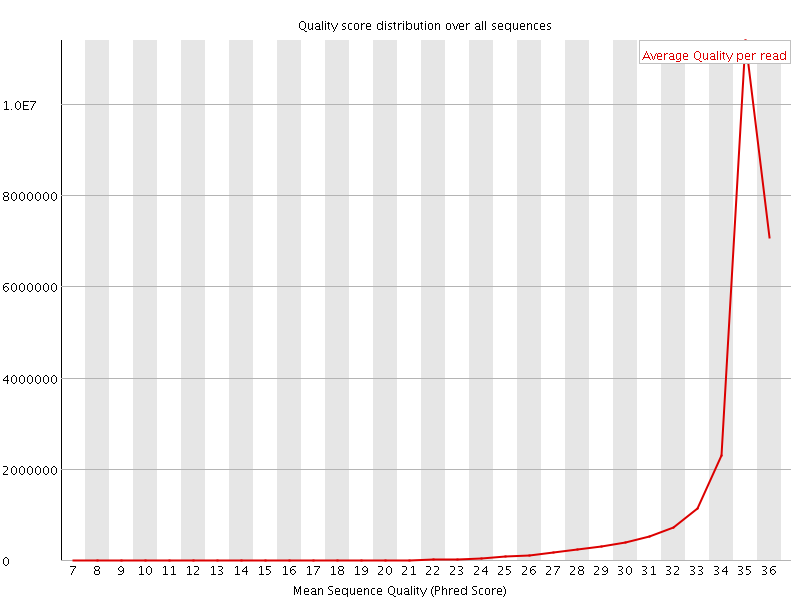 Quality score distribution over all sequences
Average Quality per read
1.0E7
8000000
6000000
4000000
2000000
0
7 8 9 10 11 12 13 14 15 16 17 18 19 20 21 22 23 24 25 26 27 28 29 30 31 32 33 34 35 36
Mean Sequence Quality (Phred Score)